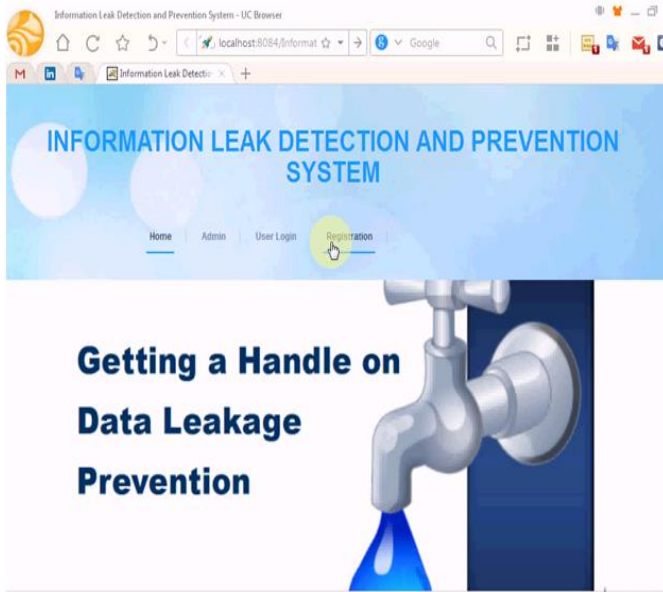 Information Leak Detection and Prevention System - UC Browser
localhost:8084/Informat
Google
Information Leak Detectio
INFORMATION LEAK DETECTION AND PREVENTION
SYSTEM
Home Admin User Login Registration
Getting a Handle on
Data Leakage
Prevention